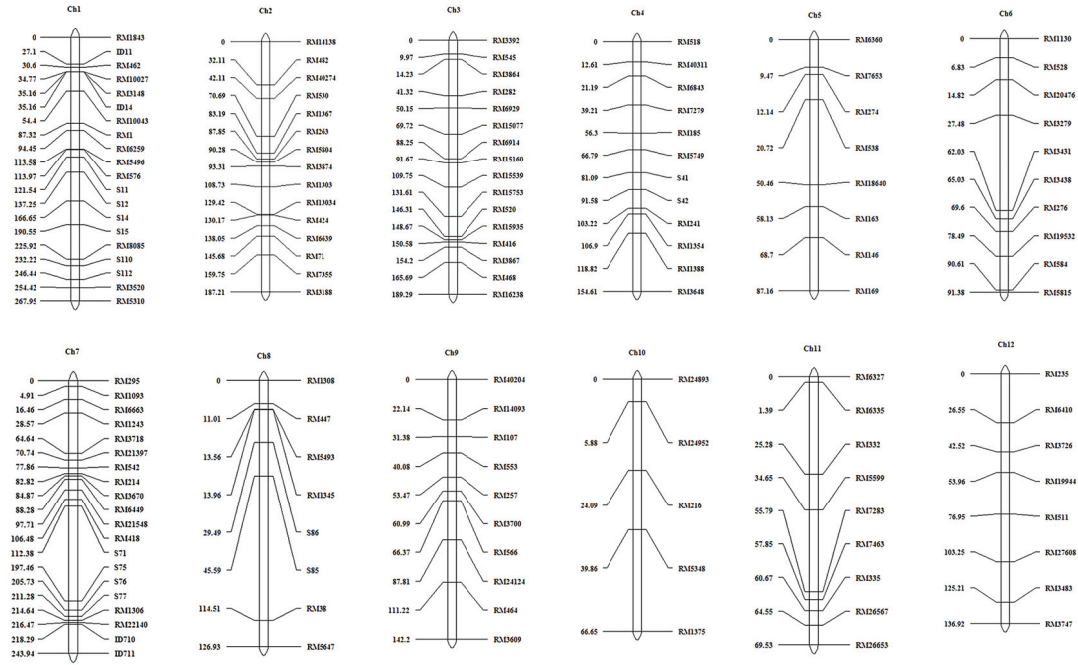 Ch1
0 RM1843
27.1 ID11
30.6 RM462
34.77 RM10027
35.16 RM3148
35.16 ID14
54.4 RM10043
87.32 RM1
94.45 RM6259
113.58 RM5496
113.97 RM576
121.54 S11
137.25 S12
166.65 S14
190.55 S15
225.92 RM8085
232.22 S110
246.44 S112
254.42 RM3520
267.95 RM5310
Ch2
0 RM14138
32.11 RM482
42.11 RM40274
70.69 RM530
83.19 RM1367
87.85 RM263
90.28 RM5804
93.31 RM3874
108.73 RM1303
129.42 RM13034
130.17 RM424
138.05 RM6639
145.68 RM71
159.75 RM7355
187.21 RM3188
Ch3
0 RM3392
9.97 RM545
14.23 RM3864
41.32 RM282
50.15 RM6929
69.72 RM15077
88.25 RM6914
91.67 RM15160
109.75 RM15539
131.61 RM15753
146.31 RM520
148.67 RM15935
150.58 RM416
154.2 RM3867
165.69 RM468
189.29 RM16238
Ch4
0 RM518
12.61 RM40311
21.19 RM6843
39.21 RM7279
56.3 RM185
66.79 RM5749
81.09 S41
91.58 S42
103.22 RM241
106.9 RM1354
118.82 RM1388
154.61 RM3648
Ch5
0 RM6360
9.47 RM7653
12.14 RM274
20.72 RM538
50.46 RM18640
58.13 RM163
68.7 RM146
87.16 RM169
Ch6
0 RM1130
6.83 RM528
14.82 RM20476
27.48 RM3279
62.03 RM3431
65.03 RM3438
69.6 RM276
78.49 RM19532
90.61 RM584
91.38 RM5815
Ch7
0 RM295
4.91 RM1093
16.46 RM6663
28.57 RM1243
64.64 RM3718
70.74 RM21397
77.86 RM542
82.82 RM214
84.87 RM3670
88.28 RM6449
97.71 RM21548
106.48 RM418
112.38 S71
197.46 S75
205.73 S76
211.28 S77
214.64 RM1306
216.47 RM22140
218.29 ID710
243.94 ID711
Ch8
0 RM1308
11.01 RM447
13.56 RM5493
13.96 RM1345
29.49 S86
45.59 S85
114.51 RM38
126.93 RM5647
Ch9
0 RM40204
22.14 RM14093
31.38 RM107
40.08 RM553
53.47 RM257
60.99 RM3700
66.37 RM566
87.81 RM24124
111.22 RM464
142.2 RM3609
Ch10
0 RM24893
5.88 RM24952
24.09 RM216
39.86 RM5348
66.65 RM1375
Ch11
0 RM6327
1.39 RM6335
25.28 RM332
34.65 RM5599
55.79 RM7283
57.85 RM7463
60.67 RM335
64.55 RM26567
69.53 RM26653
Ch12
0 RM235
26.55 RM6410
42.52 RM3726
53.96 RM19944
76.95 RM511
103.25 RM27608
125.21 RM3483
136.92 RM3747